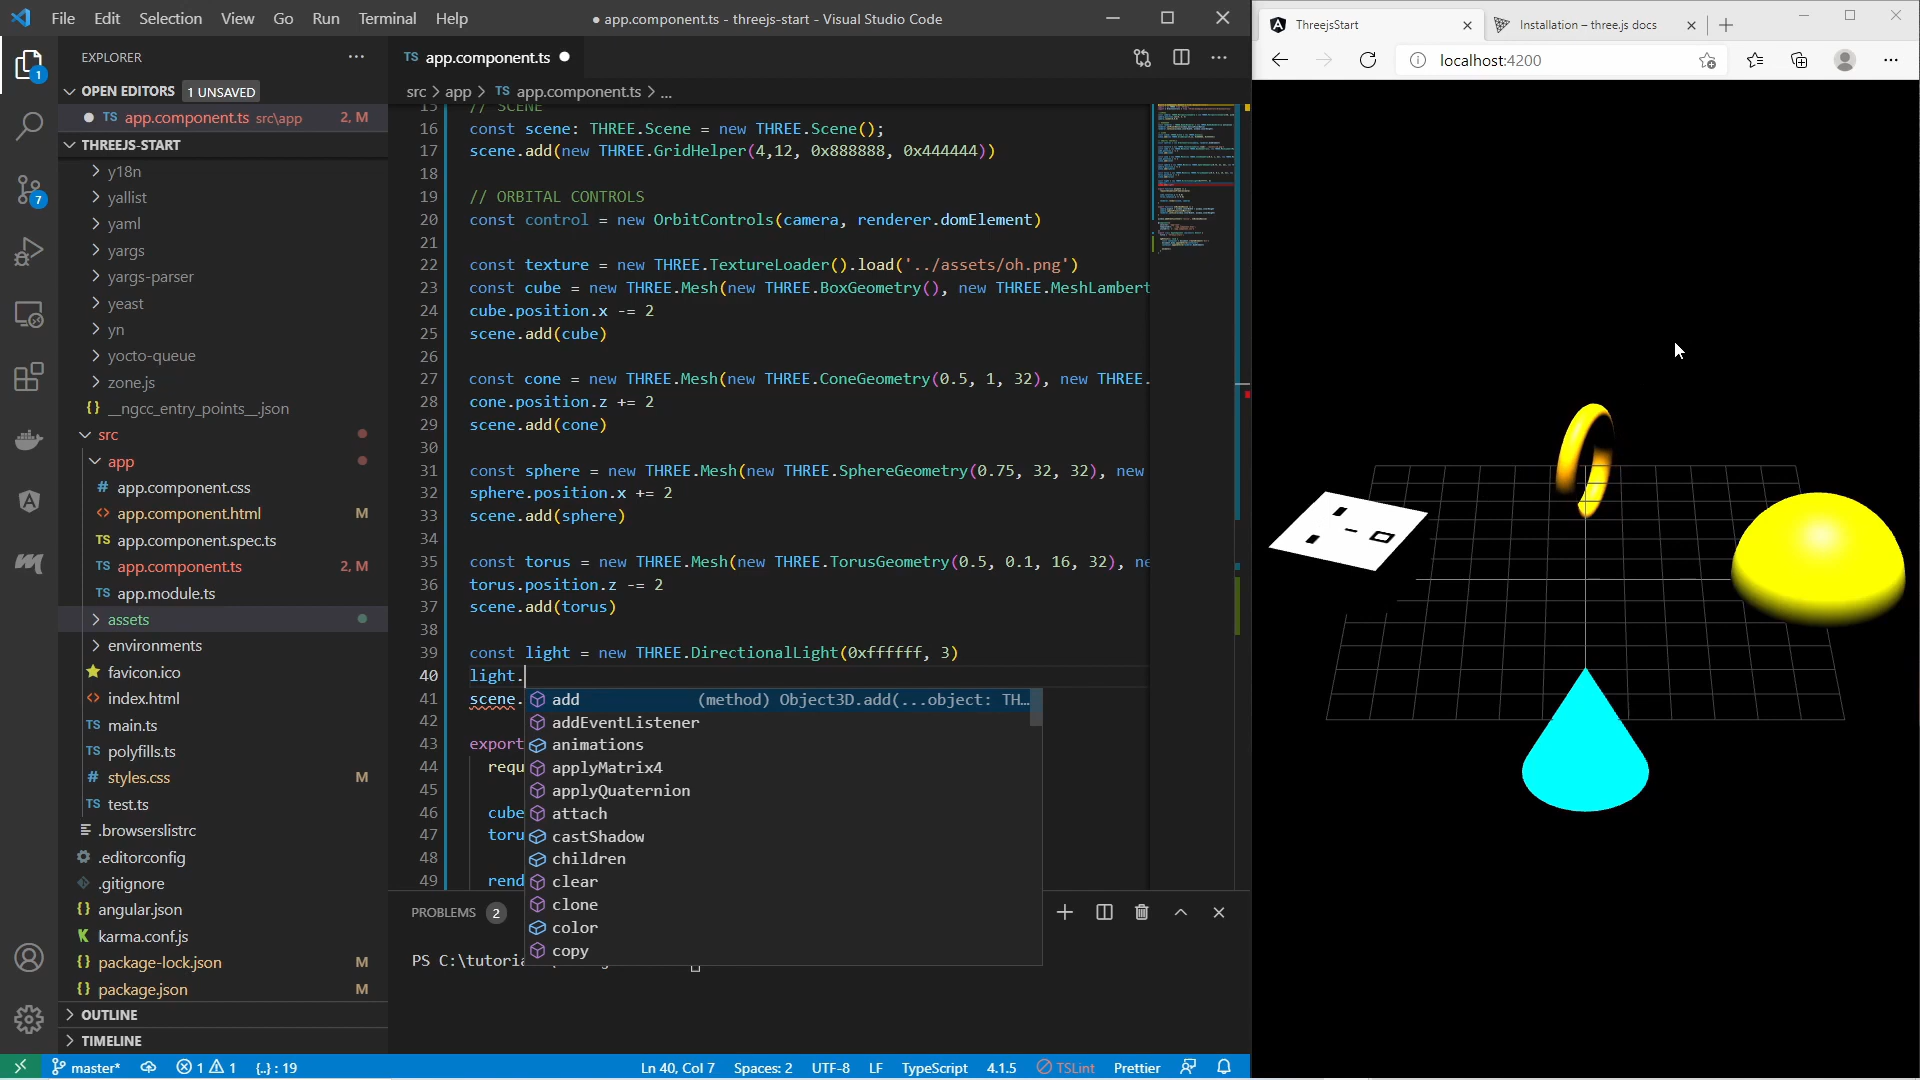 File Edit Selection View Go Run Terminal Help
● app.component.ts - threejs-start - Visual Studio Code
EXPLORER
OPEN EDITORS 1 UNSAVED
TS app.component.ts src\app 2, M
THREEJS-START
y18n
yallist
yaml
yargs
yargs-parser
yeast
yn
yocto-queue
zone.js
{} __ngcc_entry_points__.json
src
app
# app.component.css
<> app.component.html M
TS app.component.spec.ts
TS app.component.ts 2, M
TS app.module.ts
assets
environments
favicon.ico
<> index.html
TS main.ts
TS polyfills.ts
# styles.css M
TS test.ts
.browserslistrc
.editorconfig
.gitignore
{} angular.json
karma.conf.js
{} package-lock.json M
{} package.json M
OUTLINE
TIMELINE
1
7
TS app.component.ts
src > app > TS app.component.ts > ...
15 // SCENE
16 const scene: THREE.Scene = new THREE.Scene();
17 scene.add(new THREE.GridHelper(4,12, 0x888888, 0x444444))
18
19 // ORBITAL CONTROLS
20 const control = new OrbitControls(camera, renderer.domElement)
21
22 const texture = new THREE.TextureLoader().load('../assets/oh.png')
23 const cube = new THREE.Mesh(new THREE.BoxGeometry(), new THREE.MeshLambert
24 cube.position.x -= 2
25 scene.add(cube)
26
27 const cone = new THREE.Mesh(new THREE.ConeGeometry(0.5, 1, 32), new THREE.
28 cone.position.z += 2
29 scene.add(cone)
30
31 const sphere = new THREE.Mesh(new THREE.SphereGeometry(0.75, 32, 32), new
32 sphere.position.x += 2
33 scene.add(sphere)
34
35 const torus = new THREE.Mesh(new THREE.TorusGeometry(0.5, 0.1, 16, 32), ne
36 torus.position.z -= 2
37 scene.add(torus)
38
39 const light = new THREE.DirectionalLight(0xffffff, 3)
40 light.
41 scene.
42
43 export
44 requ
45
46 cube
47 toru
48
49 rend
add (method) Object3D.add(...object: TH…
addEventListener
animations
applyMatrix4
applyQuaternion
attach
castShadow
children
clear
clone
color
copy
PROBLEMS 2
PS C:\tutoria
master* 1 1 {..} : 19
Ln 40, Col 7 Spaces: 2 UTF-8 LF TypeScript 4.1.5 TSLint Prettier
ThreejsStart
Installation – three.js docs
localhost:4200